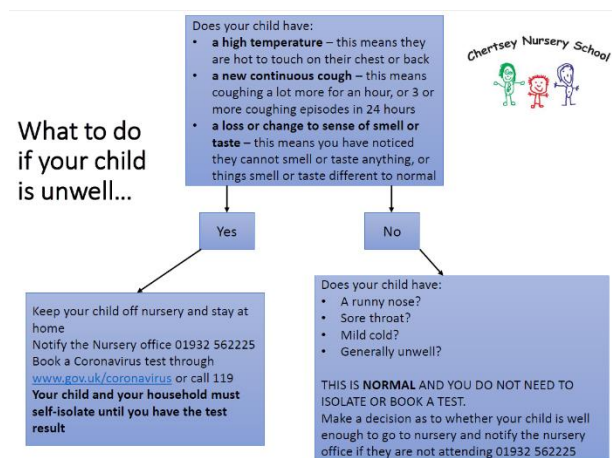 Does your child have:
• a high temperature – this means they
are hot to touch on their chest or back
• a new continuous cough – this means
coughing a lot more for an hour, or 3 or
more coughing episodes in 24 hours
• a loss or change to sense of smell or
taste – this means you have noticed
they cannot smell or taste anything, or
things smell or taste different to normal
Chertsey Nursery School
What to do
if your child
is unwell...
Yes
No
Keep your child off nursery and stay at
home
Notify the Nursery office 01932 562225
Book a Coronavirus test through
www.gov.uk/coronavirus or call 119
Your child and your household must
self-isolate until you have the test
result
Does your child have:
• A runny nose?
• Sore throat?
• Mild cold?
• Generally unwell?
THIS IS NORMAL AND YOU DO NOT NEED TO
ISOLATE OR BOOK A TEST.
Make a decision as to whether your child is well
enough to go to nursery and notify the nursery
office if they are not attending 01932 562225